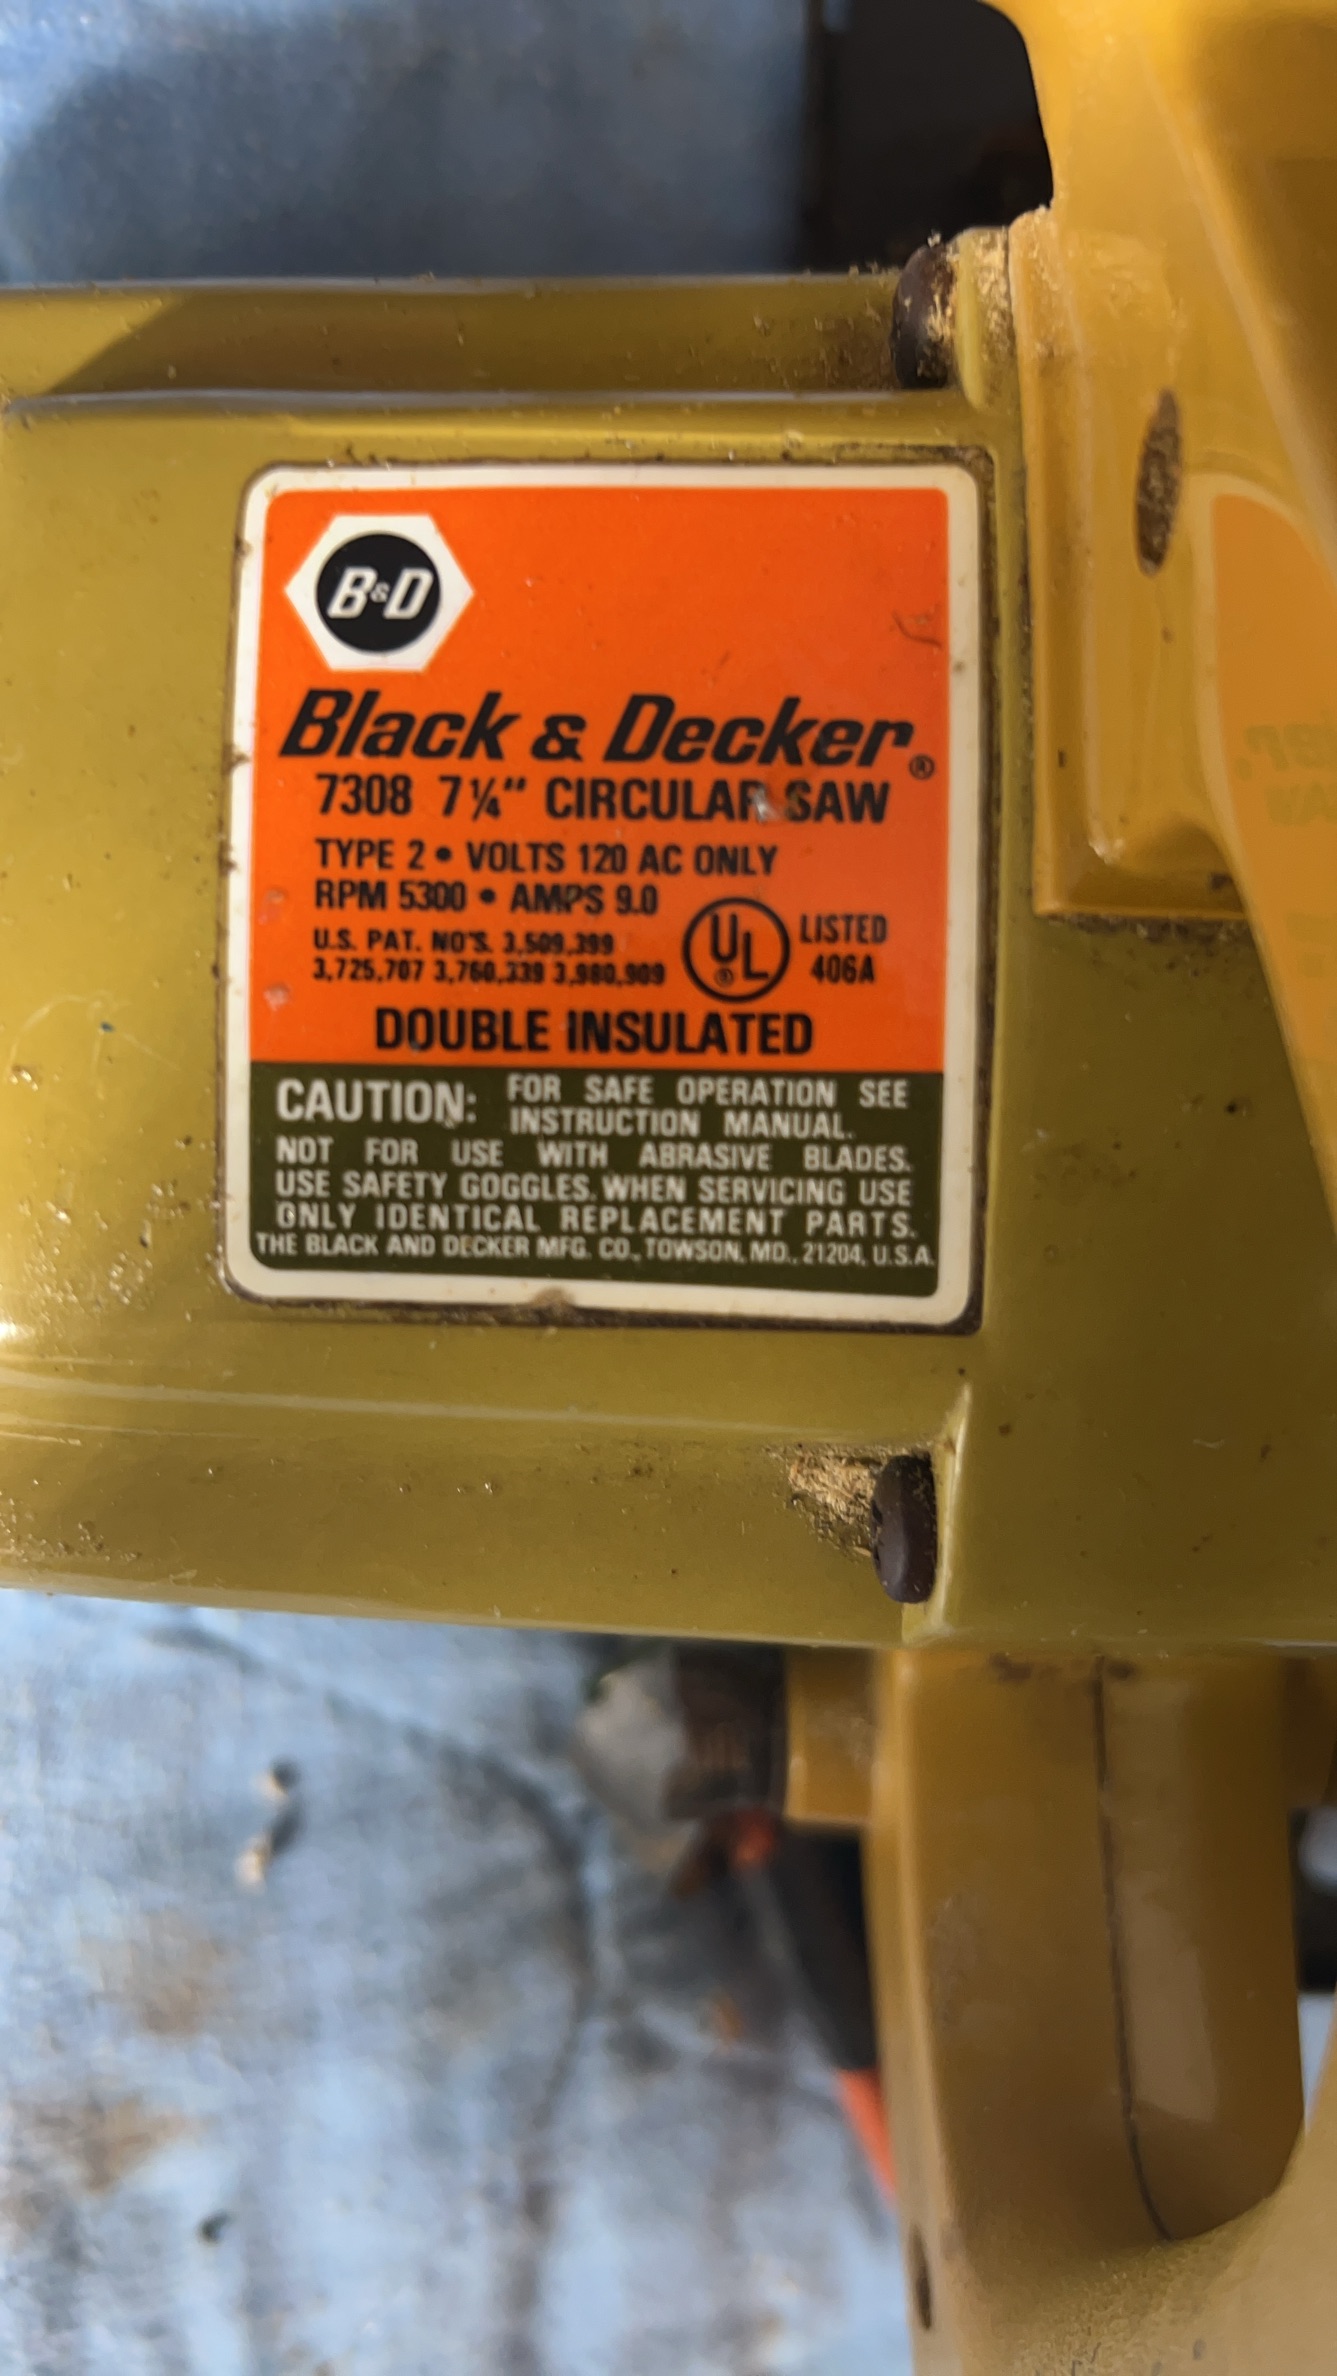 B&D
Black & Decker®
7308 7¼" CIRCULAR SAW
TYPE 2 • VOLTS 120 AC ONLY
RPM 5300 • AMPS 9.0
U.S. PAT. NO'S. 3,509,399
3,725,707 3,760,339 3,980,909
UL®
LISTED
406A
DOUBLE INSULATED
CAUTION: FOR SAFE OPERATION SEE
INSTRUCTION MANUAL.
NOT FOR USE WITH ABRASIVE BLADES.
USE SAFETY GOGGLES. WHEN SERVICING USE
ONLY IDENTICAL REPLACEMENT PARTS.
THE BLACK AND DECKER MFG. CO., TOWSON, MD., 21204, U.S.A.